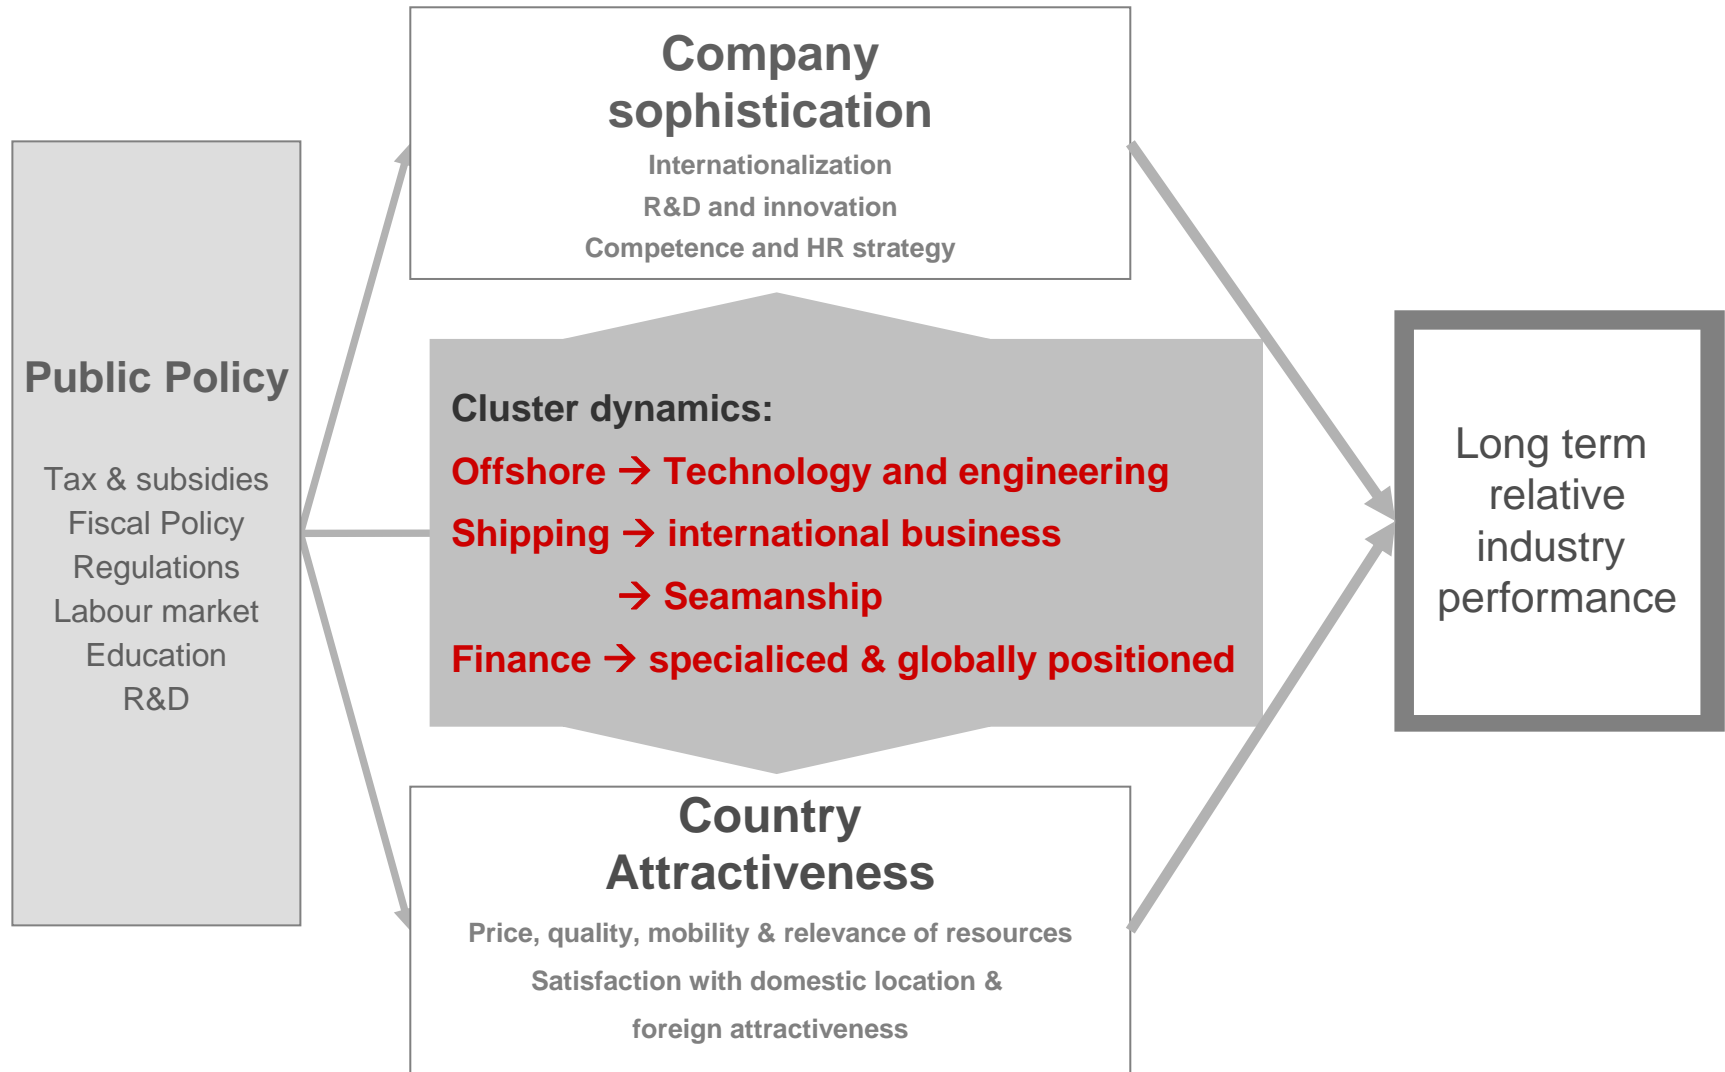 Company
sophistication
Internationalization
R&D and innovation
Competence and HR strategy
Public Policy
Tax & subsidies
Fiscal Policy
Regulations
Labour market
Education
R&D
Cluster dynamics:
Offshore → Technology and engineering
Shipping → international business
→ Seamanship
Finance → specialiced & globally positioned
Long term
relative
industry
performance
Country
Attractiveness
Price, quality, mobility & relevance of resources
Satisfaction with domestic location &
foreign attractiveness